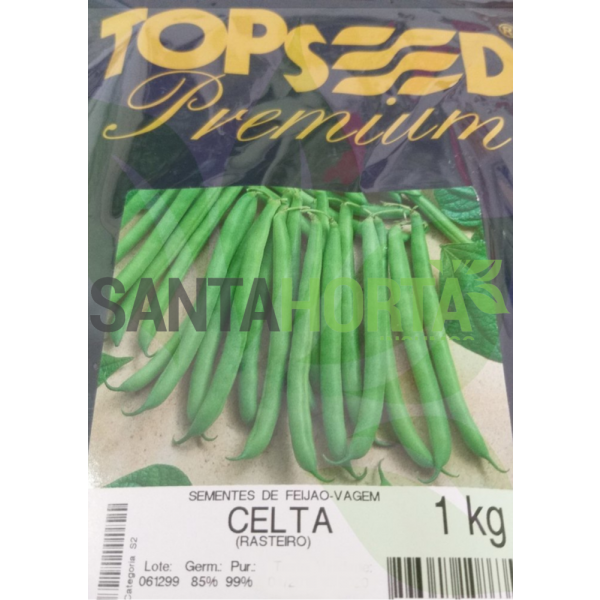 TOPSEED®
Premium
SANTAHORTA
SEMENTES DE FEIJAO-VAGEM
CELTA
(RASTEIRO)
1 kg
Lote: Germ.: Pur.:
061299 85% 99%
Categoria S2